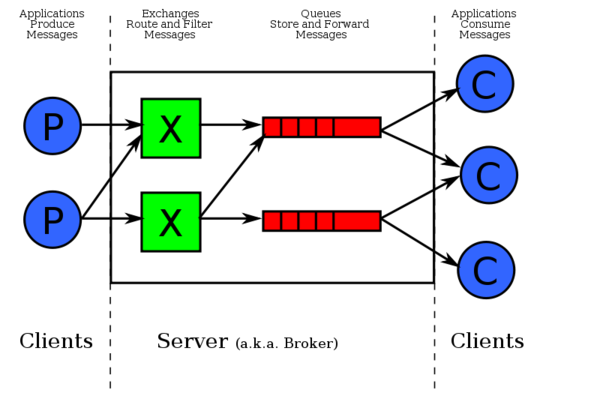 Applications
Produce
Messages
Exchanges
Route and Filter
Messages
Queues
Store and Forward
Messages
Applications
Consume
Messages
P
X
C
P
X
C
C
Clients
Server (a.k.a. Broker)
Clients